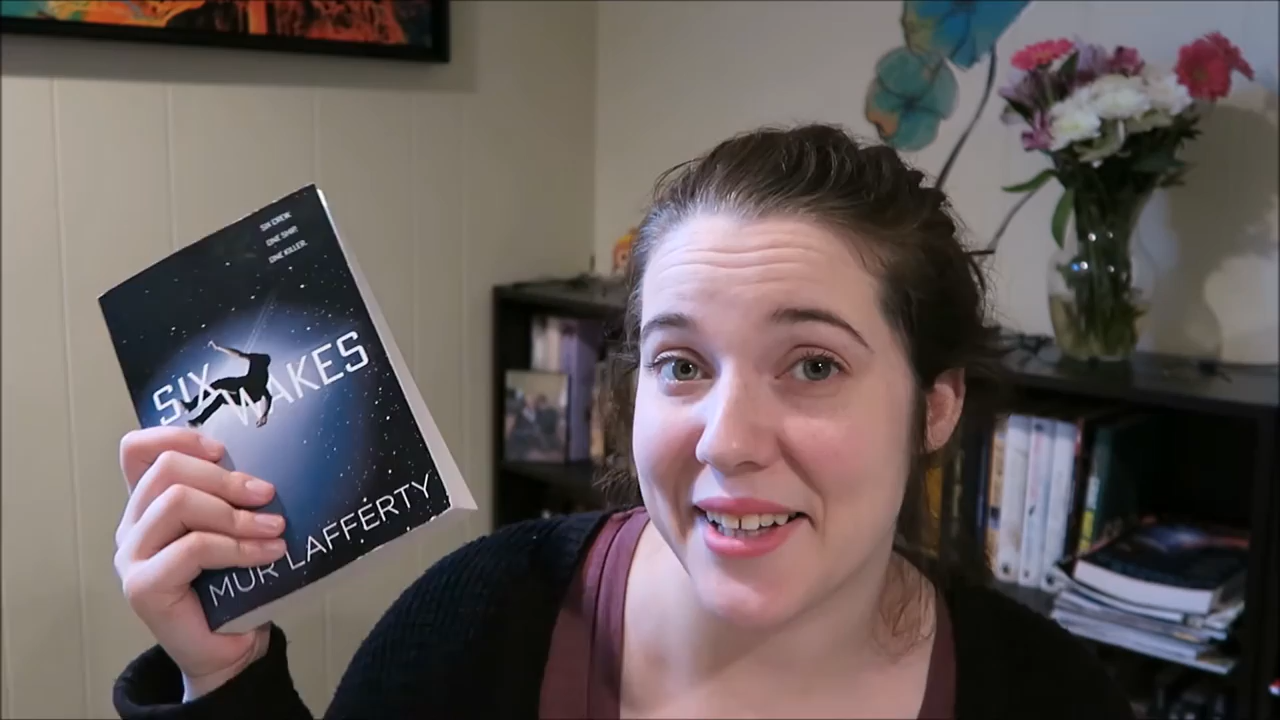 SIX CREW.
ONE SHIP.
ONE KILLER.
SIX WAKES
MUR LAFFERTY